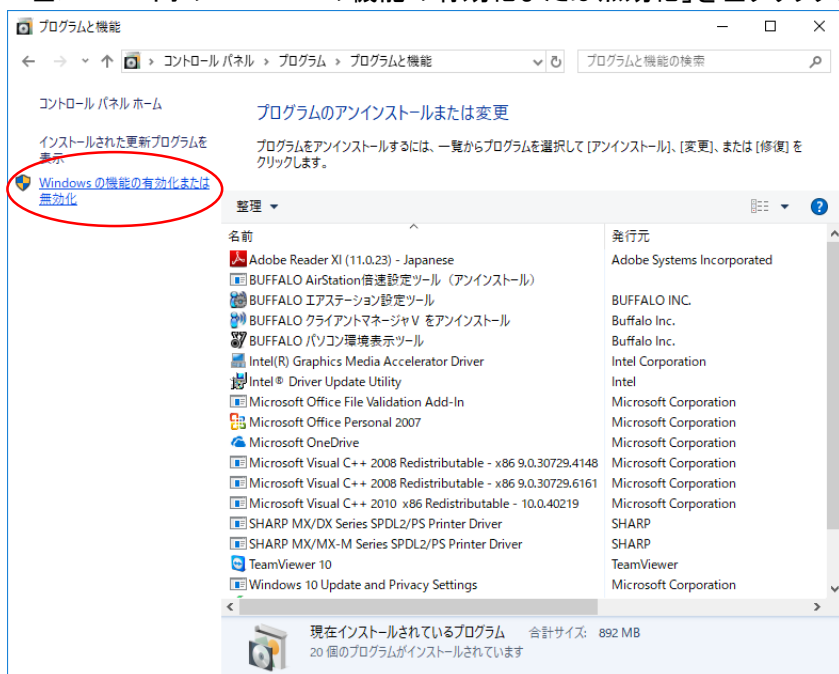 プログラムと機能
コントロール パネル › プログラム › プログラムと機能
プログラムと機能の検索
コントロール パネル ホーム
インストールされた更新プログラムを
表示
Windows の機能の有効化または
無効化
プログラムのアンインストールまたは変更
プログラムをアンインストールするには、一覧からプログラムを選択して [アンインストール]、[変更]、または [修復] を
クリックします。
整理
名前 発行元
Adobe Reader XI (11.0.23) - Japanese Adobe Systems Incorporated
BUFFALO AirStation倍速設定ツール（アンインストール）
BUFFALO エアステーション設定ツール BUFFALO INC.
BUFFALO クライアントマネージャV をアンインストール Buffalo Inc.
BUFFALO パソコン環境表示ツール Buffalo Inc.
Intel(R) Graphics Media Accelerator Driver Intel Corporation
Intel® Driver Update Utility Intel
Microsoft Office File Validation Add-In Microsoft Corporation
Microsoft Office Personal 2007 Microsoft Corporation
Microsoft OneDrive Microsoft Corporation
Microsoft Visual C++ 2008 Redistributable - x86 9.0.30729.4148 Microsoft Corporation
Microsoft Visual C++ 2008 Redistributable - x86 9.0.30729.6161 Microsoft Corporation
Microsoft Visual C++ 2010 x86 Redistributable - 10.0.40219 Microsoft Corporation
SHARP MX/DX Series SPDL2/PS Printer Driver SHARP
SHARP MX/MX-M Series SPDL2/PS Printer Driver SHARP
TeamViewer 10 TeamViewer
Windows 10 Update and Privacy Settings Microsoft Corporation
現在インストールされているプログラム 合計サイズ: 892 MB
20 個のプログラムがインストールされています